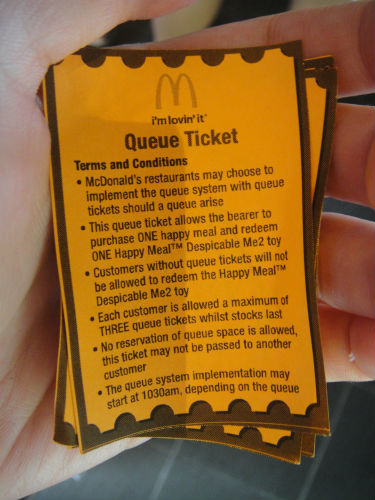 M
i'm lovin' it®
Queue Ticket
Terms and Conditions
• McDonald's restaurants may choose to
implement the queue system with queue
tickets should a queue arise
• This queue ticket allows the bearer to
purchase ONE happy meal and redeem
ONE Happy Meal™ Despicable Me2 toy
• Customers without queue tickets will not
be allowed to redeem the Happy Meal™
Despicable Me2 toy
• Each customer is allowed a maximum of
THREE queue tickets whilst stocks last
• No reservation of queue space is allowed,
this ticket may not be passed to another
customer
• The queue system implementation may
start at 1030am, depending on the queue